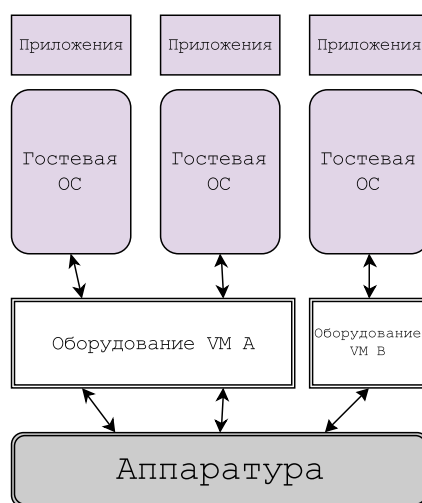 Приложения
Приложения
Приложения
Гостевая
ОС
Гостевая
ОС
Гостевая
ОС
Оборудование VM A
Оборудование
VM B
Аппаратура